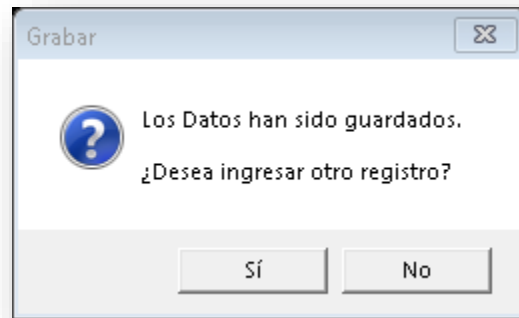 Grabar
Los Datos han sido guardados.
¿Desea ingresar otro registro?
Sí
No